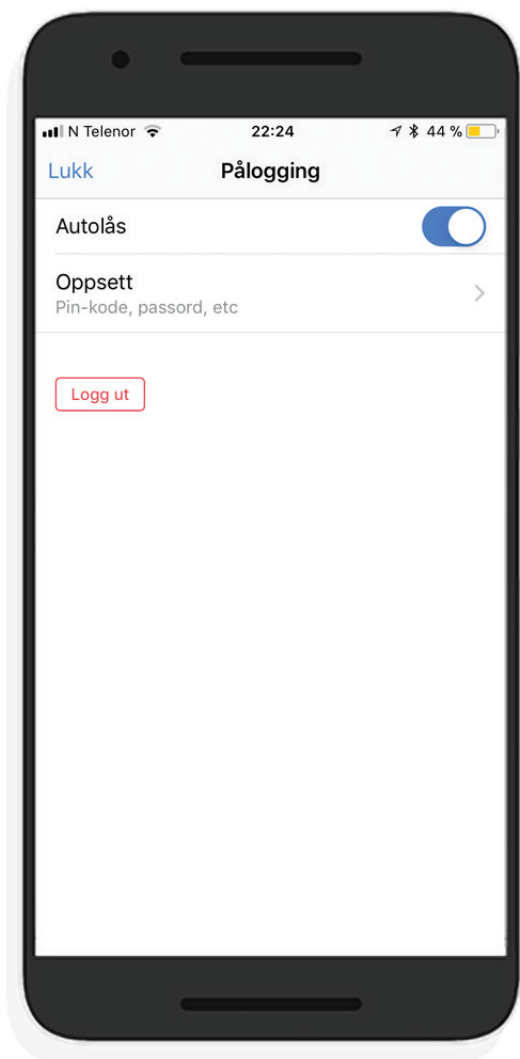 N Telenor 22:24 44 %
Lukk Pålogging
Autolås
Oppsett
Pin-kode, passord, etc
Logg ut